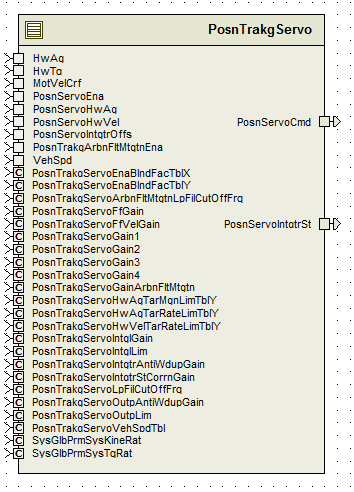 PosnTrakgServo
HwAg
HwTq
MotVelCrf
PosnServoEna
PosnServoHwAg
PosnServoHwVel
PosnServoCmd
PosnServoIntgtrOffs
PosnTrakgArbnFltMtgtnEna
VehSpd
C PosnTrakgServoEnaBlndFacTblX
C PosnTrakgServoEnaBlndFacTblY
C PosnTrakgServoArbnFltMtgtnLpFilCutOffFrq
C PosnTrakgServoFfGain
C PosnTrakgServoFfVelGain
PosnServoIntgtrSt
C PosnTrakgServoGain1
C PosnTrakgServoGain2
C PosnTrakgServoGain3
C PosnTrakgServoGain4
C PosnTrakgServoGainArbnFltMtgtn
C PosnTrakgServoHwAgTarMgnLimTblY
C PosnTrakgServoHwAgTarRateLimTblY
C PosnTrakgServoHwVelTarRateLimTblY
C PosnTrakgServoIntglGain
C PosnTrakgServoIntglLim
C PosnTrakgServoIntgtrAntiWdupGain
C PosnTrakgServoIntgtrStCorrnGain
C PosnTrakgServoLpFilCutOffFrq
C PosnTrakgServoOutpAntiWdupGain
C PosnTrakgServoOutpLim
C PosnTrakgServoVehSpdTbl
C SysGlbPrmSysKineRat
C SysGlbPrmSysTqRat